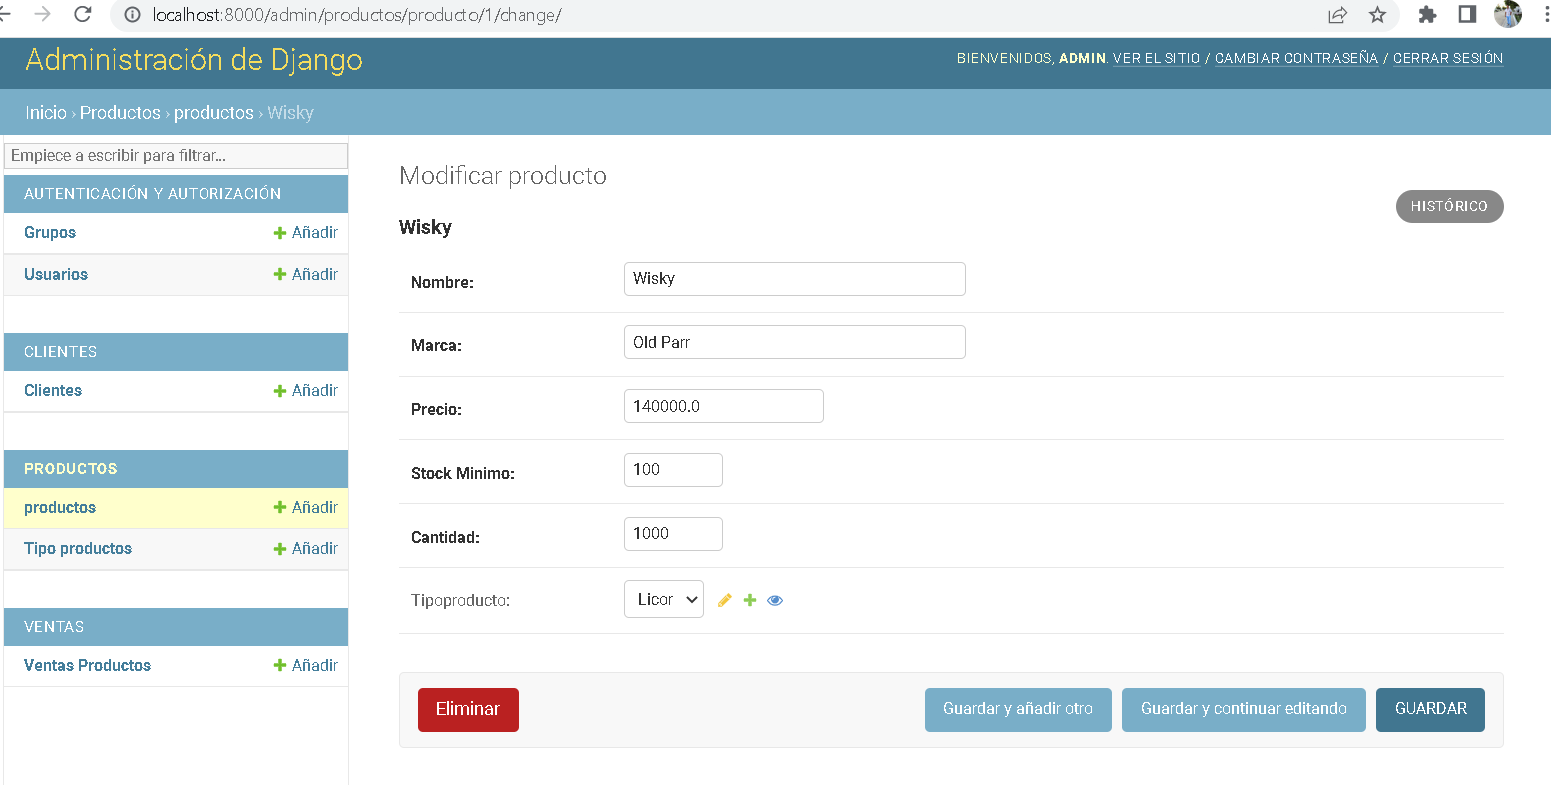 localhost:8000/admin/productos/producto/1/change/
Administración de Django
BIENVENIDOS, ADMIN. VER EL SITIO / CAMBIAR CONTRASEÑA / CERRAR SESIÓN
Inicio › Productos › productos › Wisky
Empiece a escribir para filtrar...
AUTENTICACIÓN Y AUTORIZACIÓN
Grupos Añadir
Usuarios Añadir
CLIENTES
Clientes Añadir
PRODUCTOS
productos Añadir
Tipo productos Añadir
VENTAS
Ventas Productos Añadir
Modificar producto
HISTÓRICO
Wisky
Nombre: Wisky
Marca: Old Parr
Precio: 140000.0
Stock Minimo: 100
Cantidad: 1000
Tipoproducto: Licor
Eliminar Guardar y añadir otro Guardar y continuar editando GUARDAR